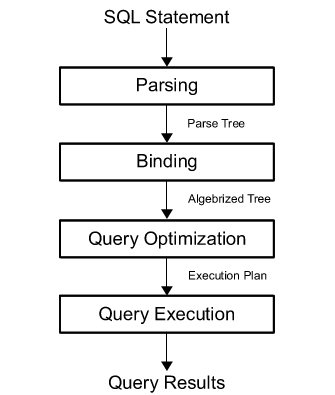 SQL Statement
Parsing
Parse Tree
Binding
Algebrized Tree
Query Optimization
Execution Plan
Query Execution
Query Results